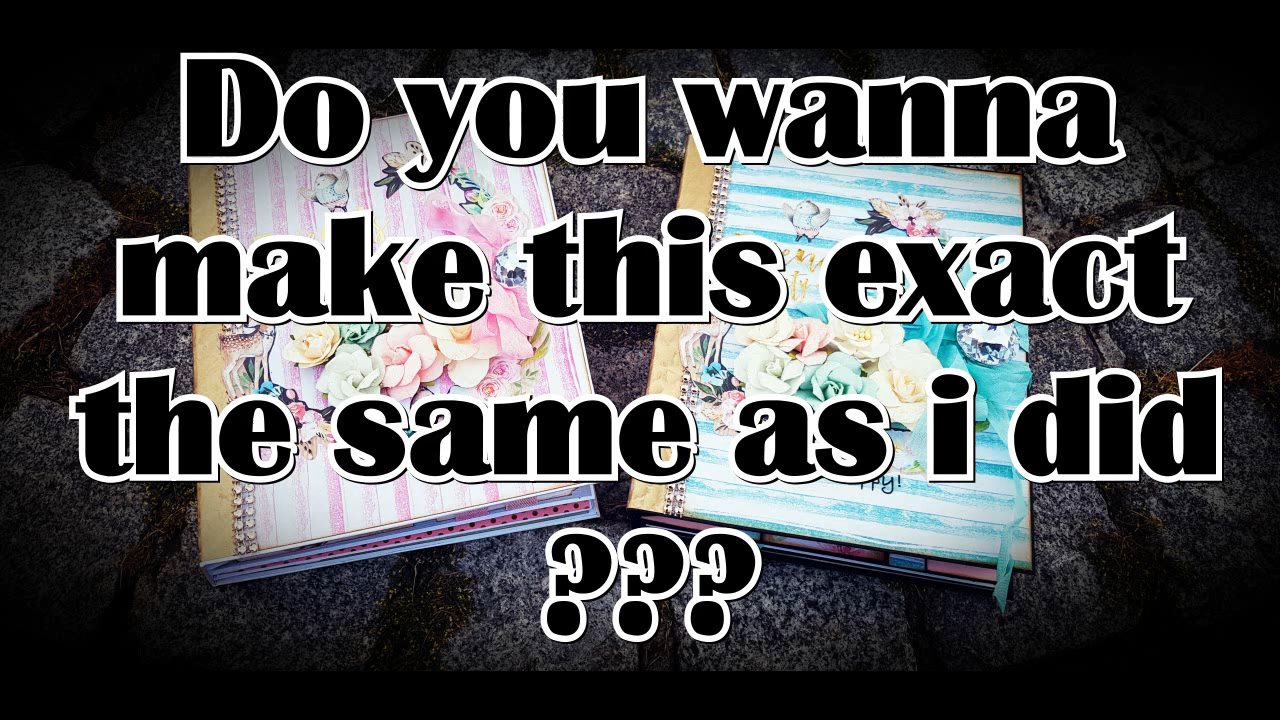 Do you wanna
make this exact
the same as i did
???